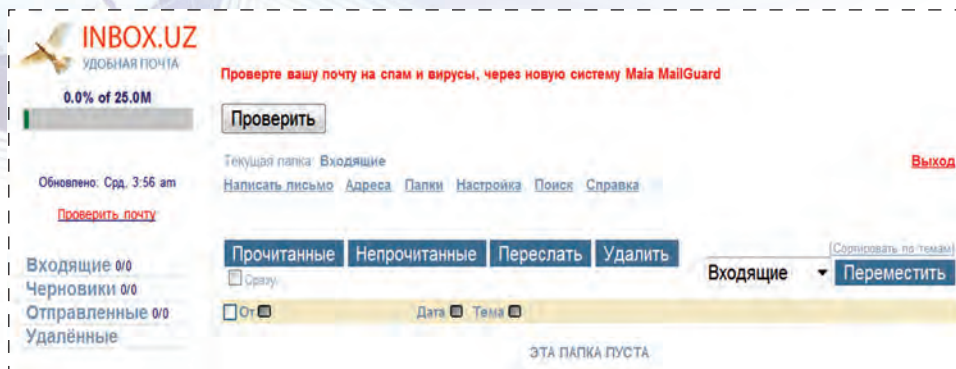 INBOX.UZ
УДОБНАЯ ПОЧТА
0.0% of 25.0M
Обновлено: Срд, 3:56 am
Проверить почту
Входящие 0/0
Черновики 0/0
Отправленные 0/0
Удалённые
Проверте вашу почту на спам и вирусы, через новую систему Maia MailGuard
Проверить
Текущая папка: Входящие
Выход
Написать письмо Адреса Папки Настройка Поиск Справка
[Сортировать по темам]
Прочитанные Непрочитанные Переслать Удалить Входящие Переместить
Сразу
От Дата Тема
ЭТА ПАПКА ПУСТА